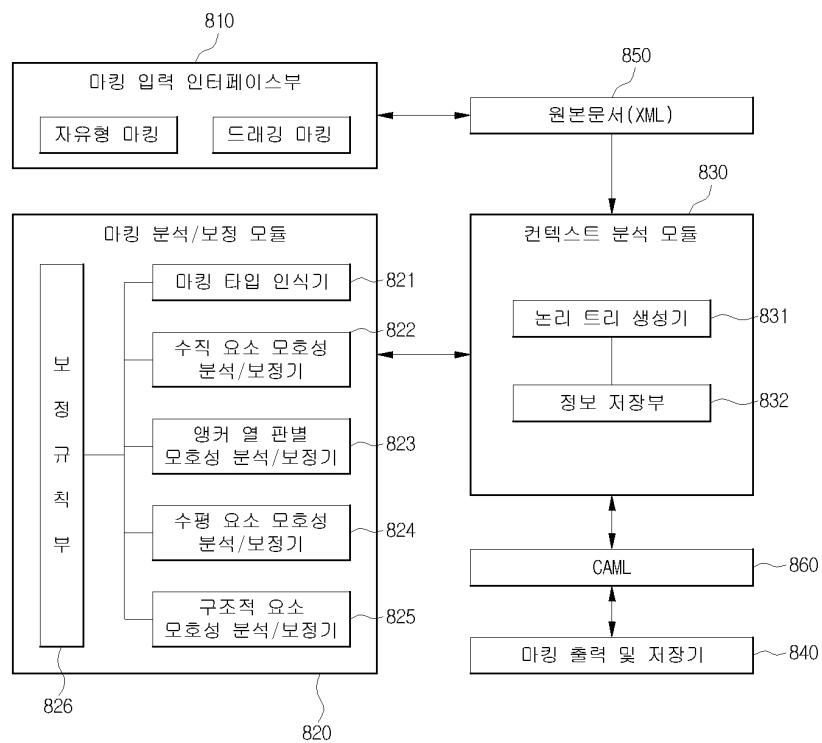 810
마킹 입력 인터페이스부
자유형 마킹
드래깅 마킹
850
원본문서(XML)
830
마킹 분석/보정 모듈
보
정
규
칙
부
마킹 타입 인식기
821
822
수직 요소 모호성
분석/보정기
앵커 열 판별
모호성 분석/보정기
823
수평 요소 모호성
분석/보정기
824
구조적 요소
모호성 분석/보정기
825
826
820
컨텍스트 분석 모듈
논리 트리 생성기
831
정보 저장부
832
CAML
860
마킹 출력 및 저장기
840